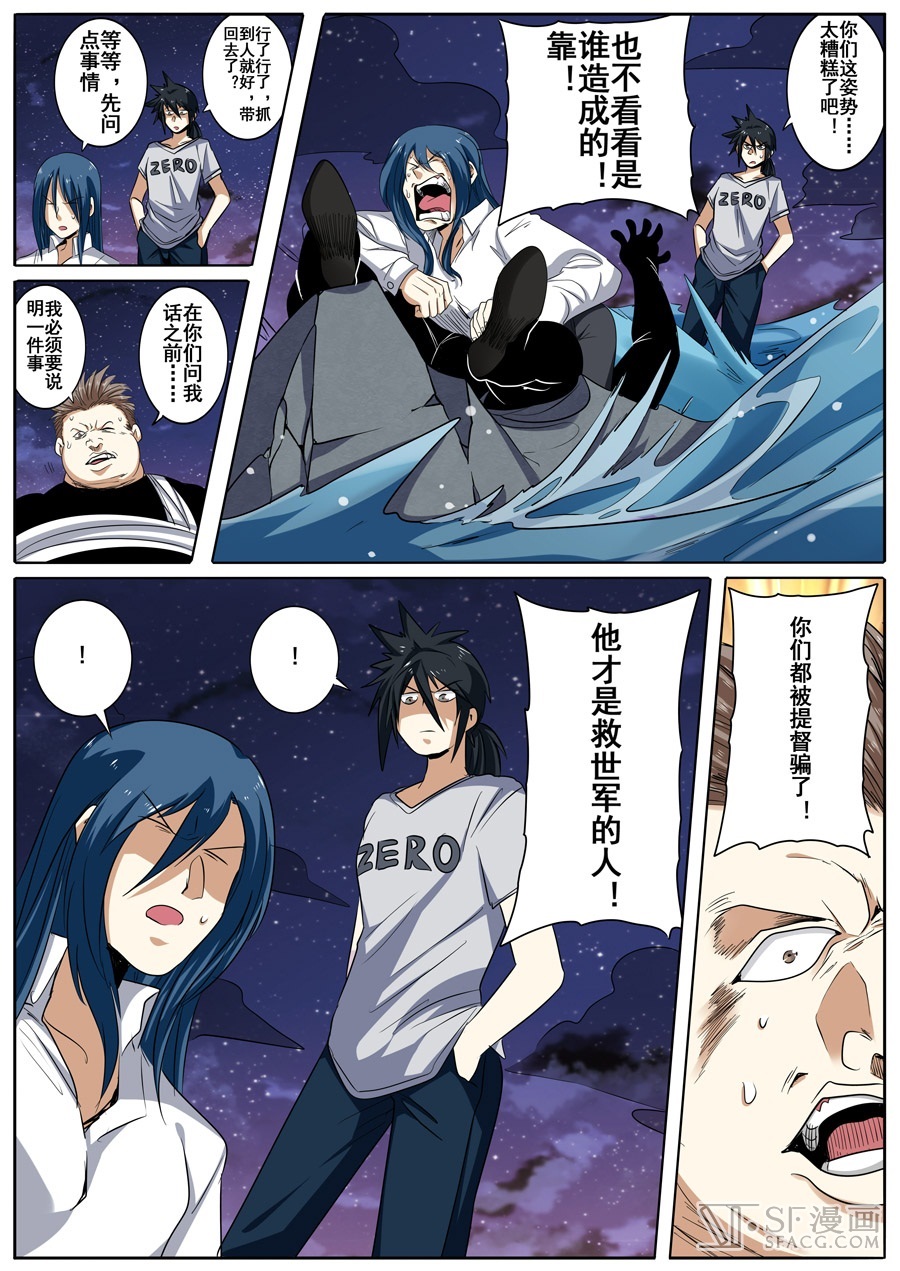 你们这姿势……
太糟糕了吧！
ZERO
也不看看是
谁造成的！
靠！
行了行了，抓
到人就好，带
回去了？
ZERO
等等，先问
点事情
在你们问我
话之前……
我必须要说
明一件事
你们都被提督骗了！
他才是救世军的人！
！
ZERO
！
SF漫画
SFACG.COM